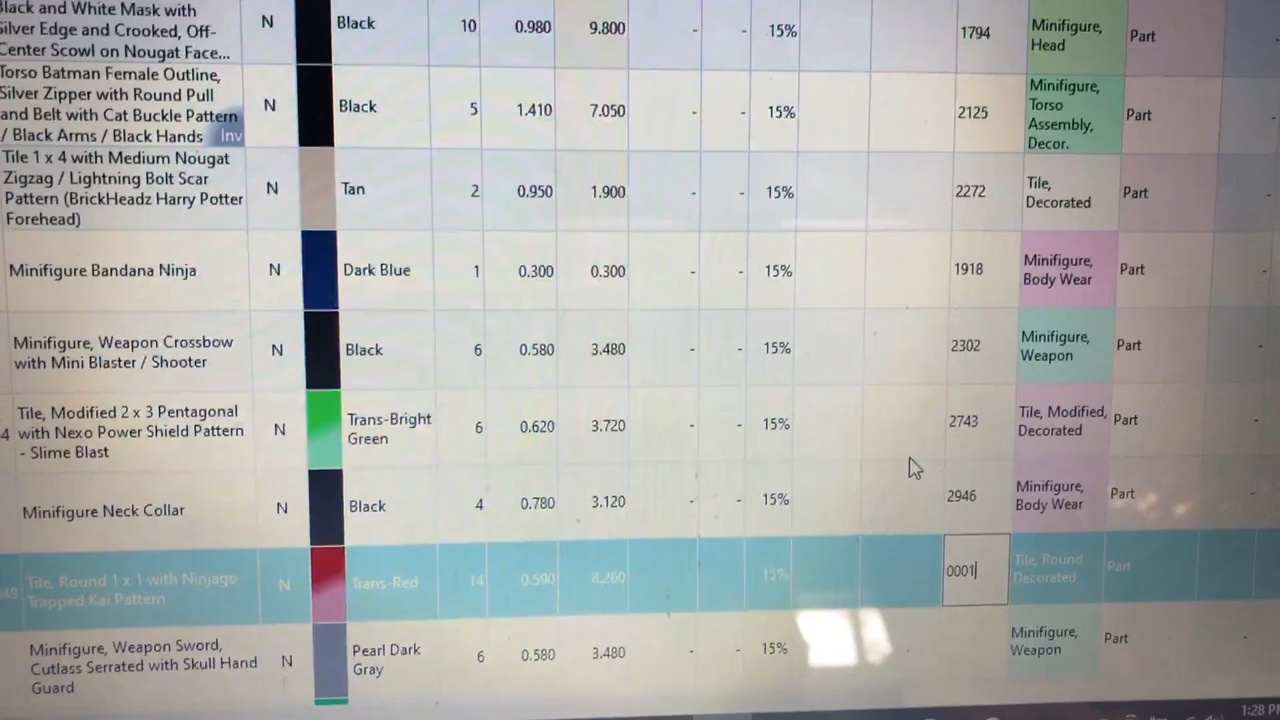 Black and White Mask with
Silver Edge and Crooked, Off-
Center Scowl on Nougat Face...
N
Black
10
0.980
9.800
-
-
15%
1794
Minifigure,
Head
Part
Torso Batman Female Outline,
Silver Zipper with Round Pull
and Belt with Cat Buckle Pattern
/ Black Arms / Black Hands
Inv
N
Black
5
1.410
7.050
-
-
15%
2125
Minifigure,
Torso
Assembly,
Decor.
Part
-
Tile 1 x 4 with Medium Nougat
Zigzag / Lightning Bolt Scar
Pattern (BrickHeadz Harry Potter
Forehead)
N
Tan
2
0.950
1.900
-
-
15%
2272
Tile,
Decorated
Part
-
Minifigure Bandana Ninja
N
Dark Blue
1
0.300
0.300
-
-
15%
1918
Minifigure,
Body Wear
Part
-
Minifigure, Weapon Crossbow
with Mini Blaster / Shooter
N
Black
6
0.580
3.480
-
-
15%
2302
Minifigure,
Weapon
Part
-
4
Tile, Modified 2 x 3 Pentagonal
with Nexo Power Shield Pattern
- Slime Blast
N
Trans-Bright
Green
6
0.620
3.720
-
-
15%
2743
Tile, Modified,
Decorated
Part
-
Minifigure Neck Collar
N
Black
4
0.780
3.120
-
-
15%
2946
Minifigure,
Body Wear
Part
-
48
Tile, Round 1 x 1 with Ninjago
Trapped Kai Pattern
N
Trans-Red
14
0.590
8.260
15%
0001
Tile, Round
Decorated
Part
Minifigure, Weapon Sword,
Cutlass Serrated with Skull Hand
Guard
N
Pearl Dark
Gray
6
0.580
3.480
-
-
15%
Minifigure,
Weapon
Part
-
1:28 P